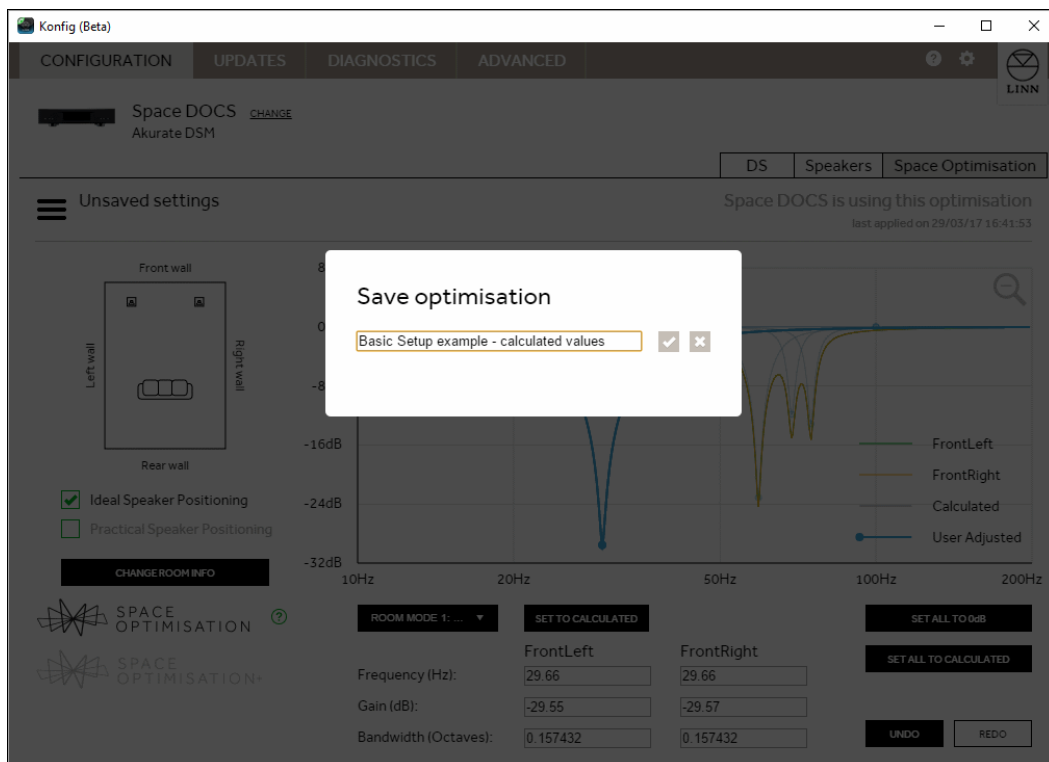 Konfig (Beta)
CONFIGURATION UPDATES DIAGNOSTICS ADVANCED
LINN
Space DOCS CHANGE
Akurate DSM
DS Speakers Space Optimisation
Unsaved settings
Space DOCS is using this optimisation
last applied on 29/03/17 16:41:53
Front wall
Left wall
Right wall
Rear wall
Save optimisation
Basic Setup example - calculated values
8
0
-8
-16dB
-24dB
-32dB
10Hz 20Hz 50Hz 100Hz 200Hz
FrontLeft
FrontRight
Calculated
User Adjusted
Ideal Speaker Positioning
Practical Speaker Positioning
CHANGE ROOM INFO
SPACE
OPTIMISATION ?
SPACE
OPTIMISATION+
ROOM MODE 1: ... SET TO CALCULATED SET ALL TO 0dB
FrontLeft FrontRight SET ALL TO CALCULATED
Frequency (Hz): 29.66 29.66
Gain (dB): -29.55 -29.57
Bandwidth (Octaves): 0.157432 0.157432
UNDO REDO